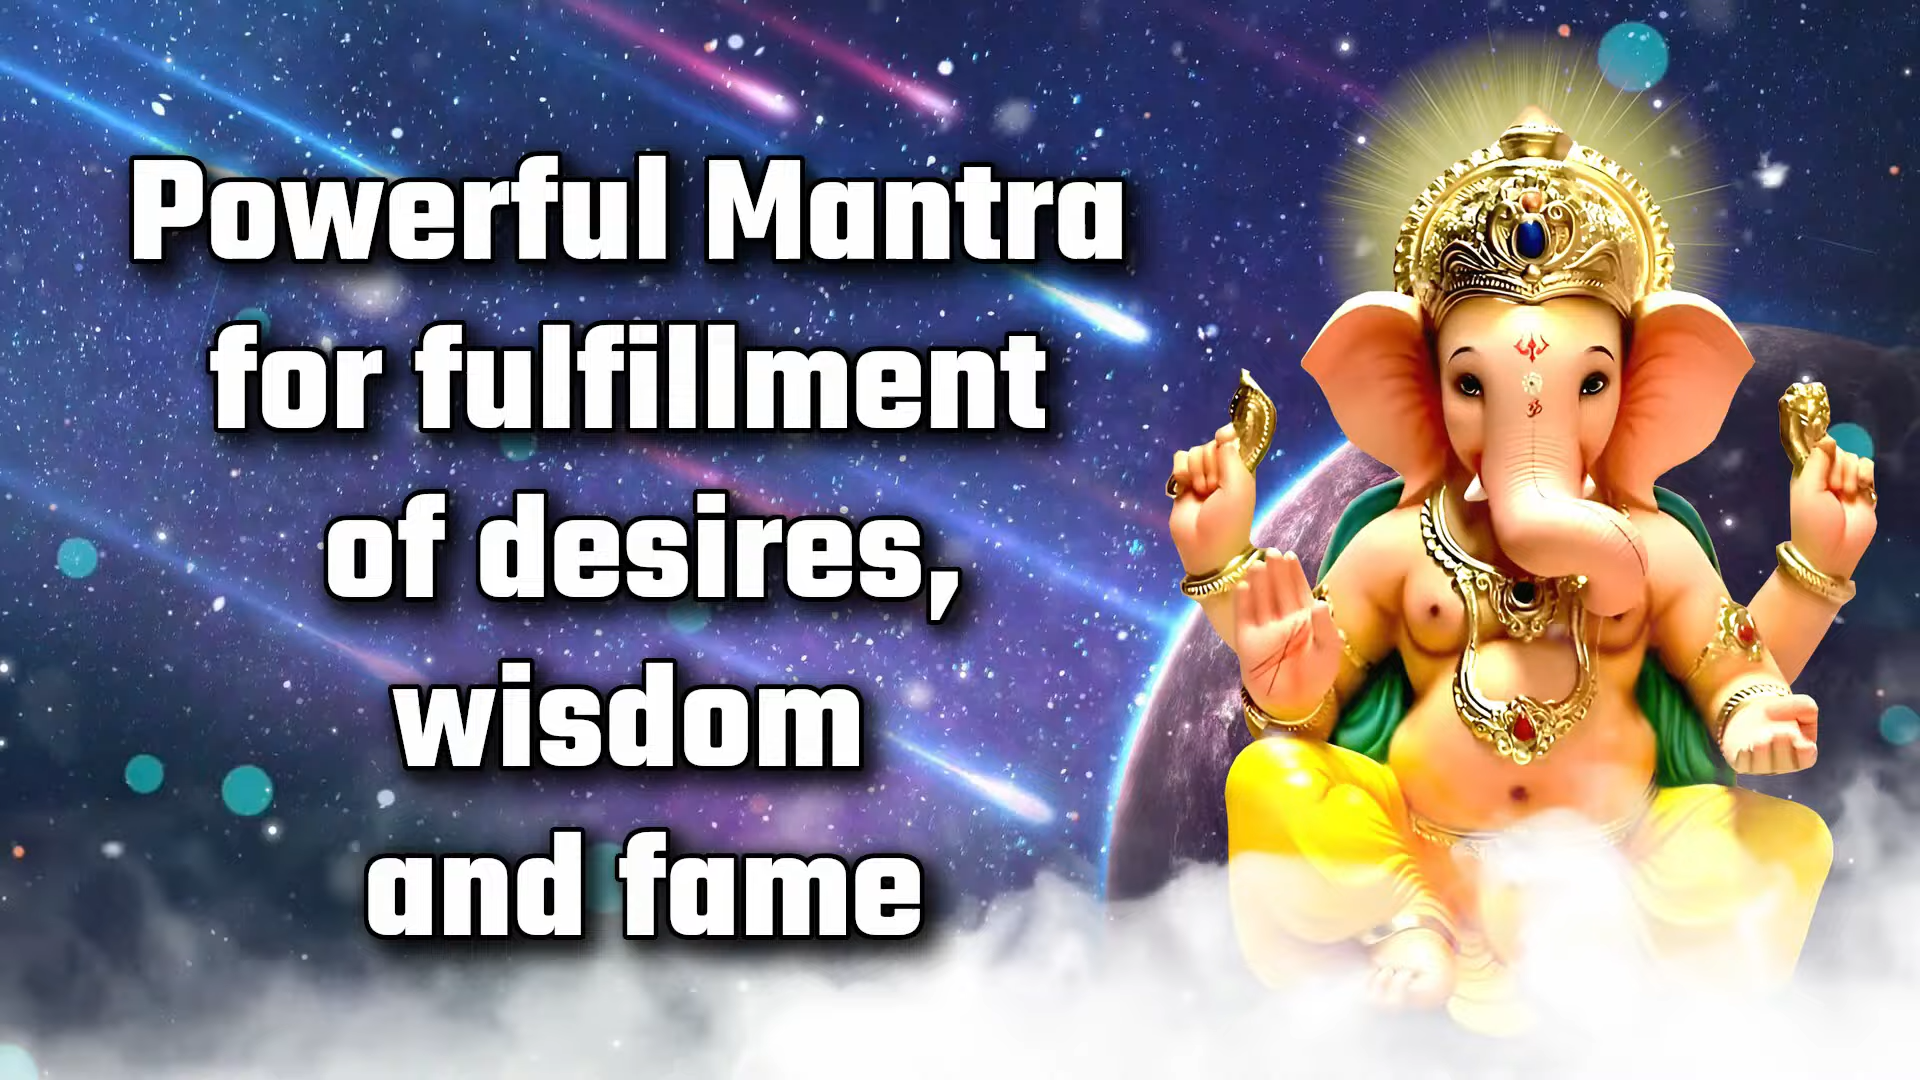 Powerful Mantra
for fulfillment
of desires,
wisdom
and fame
ॐ